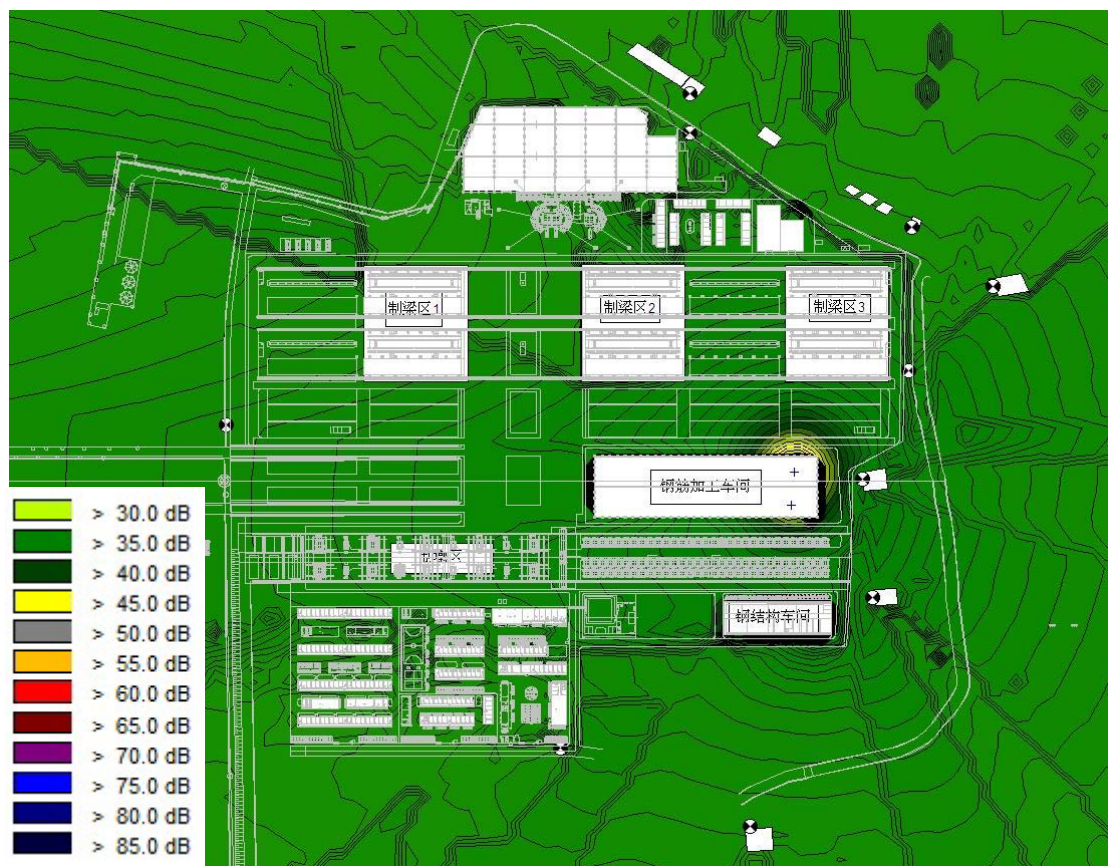 制梁区1
制梁区2
制梁区3
钢筋加工车间
钢结构车间
> 30.0 dB
> 35.0 dB
> 40.0 dB
> 45.0 dB
> 50.0 dB
> 55.0 dB
> 60.0 dB
> 65.0 dB
> 70.0 dB
> 75.0 dB
> 80.0 dB
> 85.0 dB